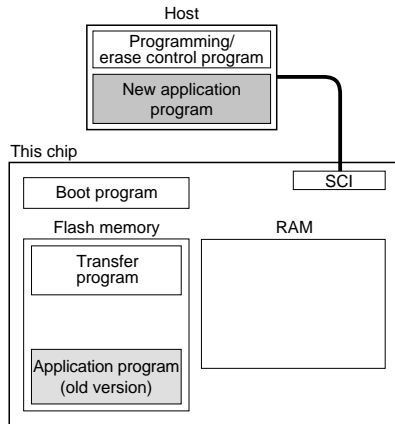 Host
Programming/
erase control program
New application
program
This chip
SCI
Boot program
Flash memory
RAM
Transfer
program
Application program
(old version)